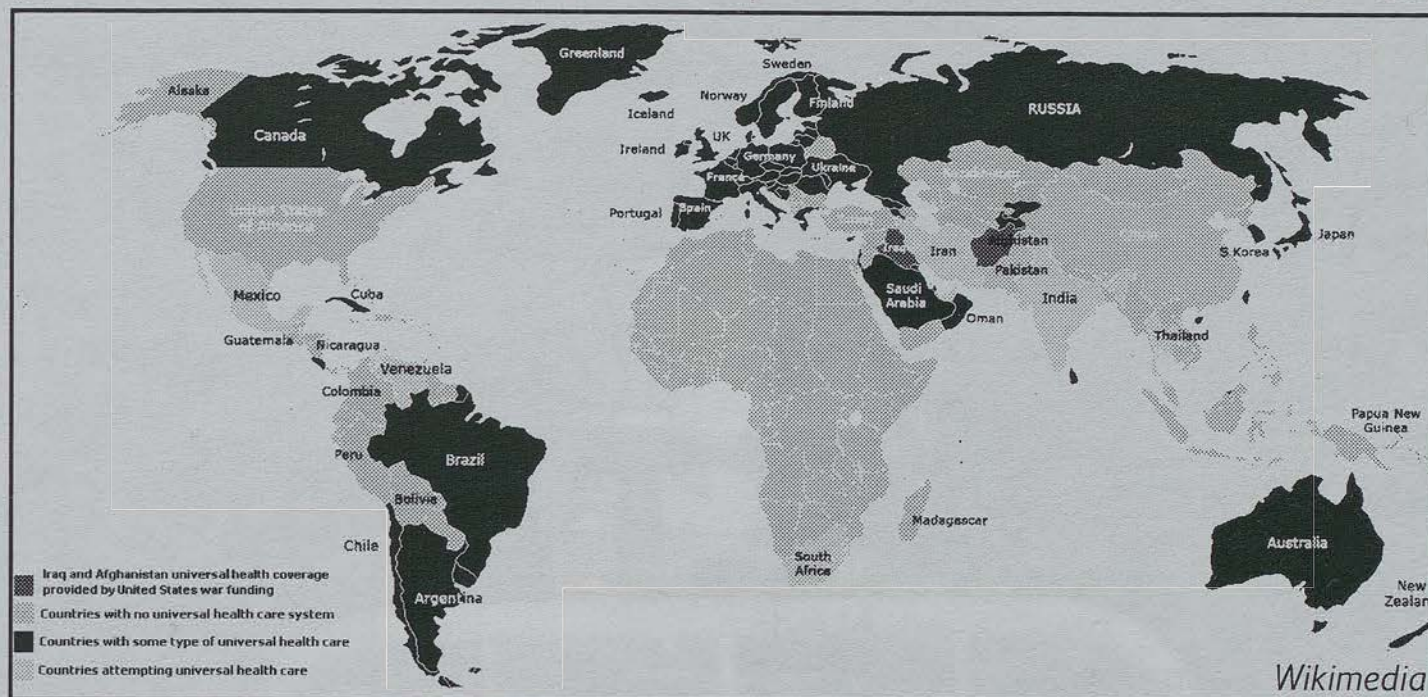 Greenland
Sweden
Alaska
Norway
Finland
Iceland
RUSSIA
Canada
UK
Ireland
Germany
Ukraine
France
United States
of America
Portugal
Spain
Japan
Afghistan
Iran
S Korea
Iraq
Pakistan
Mexico
Cuba
Saudi
Arabia
India
Oman
Guatemala
Nicaragua
Thailand
Venezuela
Colombia
Papua New
Guinea
Peru
Brazil
Bolivia
Madagascar
Chile
South
Africa
Australia
Argentina
New
Zealan
Iraq and Afghanistan universal health coverage
provided by United States war funding
Countries with no universal health care system
Countries with some type of universal health care
Countries attempting universal health care
Wikimedia